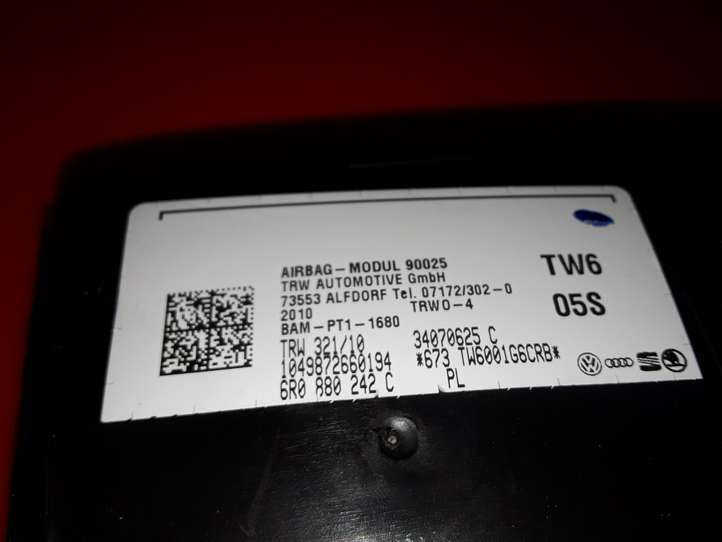 AIRBAG-MODUL 90025
TRW AUTOMOTIVE GmbH
73553 ALFDORF Tel. 07172/302-0
2010 TRWO-4
BAM-PT1-1680
TRW 321/10 34070625 C
1049872660194 *673 TW6001G6CRB*
6R0 880 242 C PL
TW6
05S